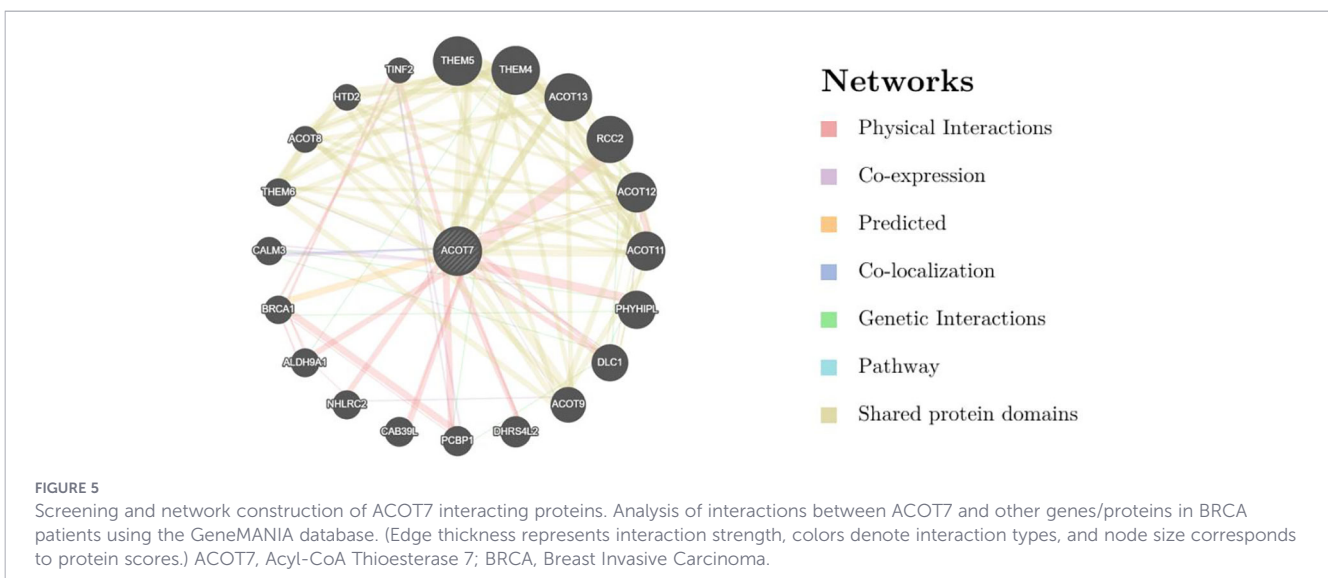 THEM5
THEM4
TINF2
ACOT13
HTD2
RCC2
ACOT8
ACOT12
THEM6
ACOT7
ACOT11
CALM3
PHYHIPL
BRCA1
DLC1
ALDH9A1
ACOT9
NHLRC2
DHRS4L2
CAB39L
PCBP1
Networks
Physical Interactions
Co-expression
Predicted
Co-localization
Genetic Interactions
Pathway
Shared protein domains
FIGURE 5
Screening and network construction of ACOT7 interacting proteins. Analysis of interactions between ACOT7 and other genes/proteins in BRCA
patients using the GeneMANIA database. (Edge thickness represents interaction strength, colors denote interaction types, and node size corresponds
to protein scores.) ACOT7, Acyl-CoA Thioesterase 7; BRCA, Breast Invasive Carcinoma.